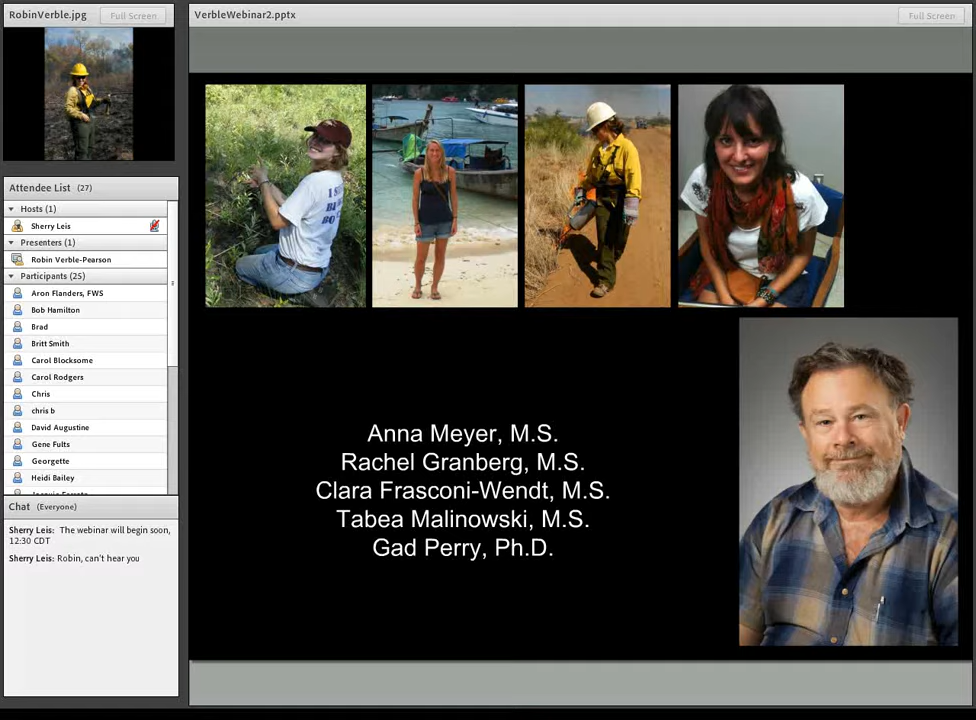 RobinVerble.jpg
Full Screen
VerbleWebinar2.pptx
Full Screen
Attendee List (27)
Hosts (1)
Sherry Leis
Presenters (1)
Robin Verble-Pearson
Participants (25)
Aron Flanders, FWS
Bob Hamilton
Brad
Britt Smith
Carol Blocksome
Carol Rodgers
Chris
chris b
David Augustine
Gene Fults
Georgette
Heidi Bailey
Chat (Everyone)
Sherry Leis: The webinar will begin soon,
12:30 CDT
Sherry Leis: Robin, can't hear you
Anna Meyer, M.S.
Rachel Granberg, M.S.
Clara Frasconi-Wendt, M.S.
Tabea Malinowski, M.S.
Gad Perry, Ph.D.